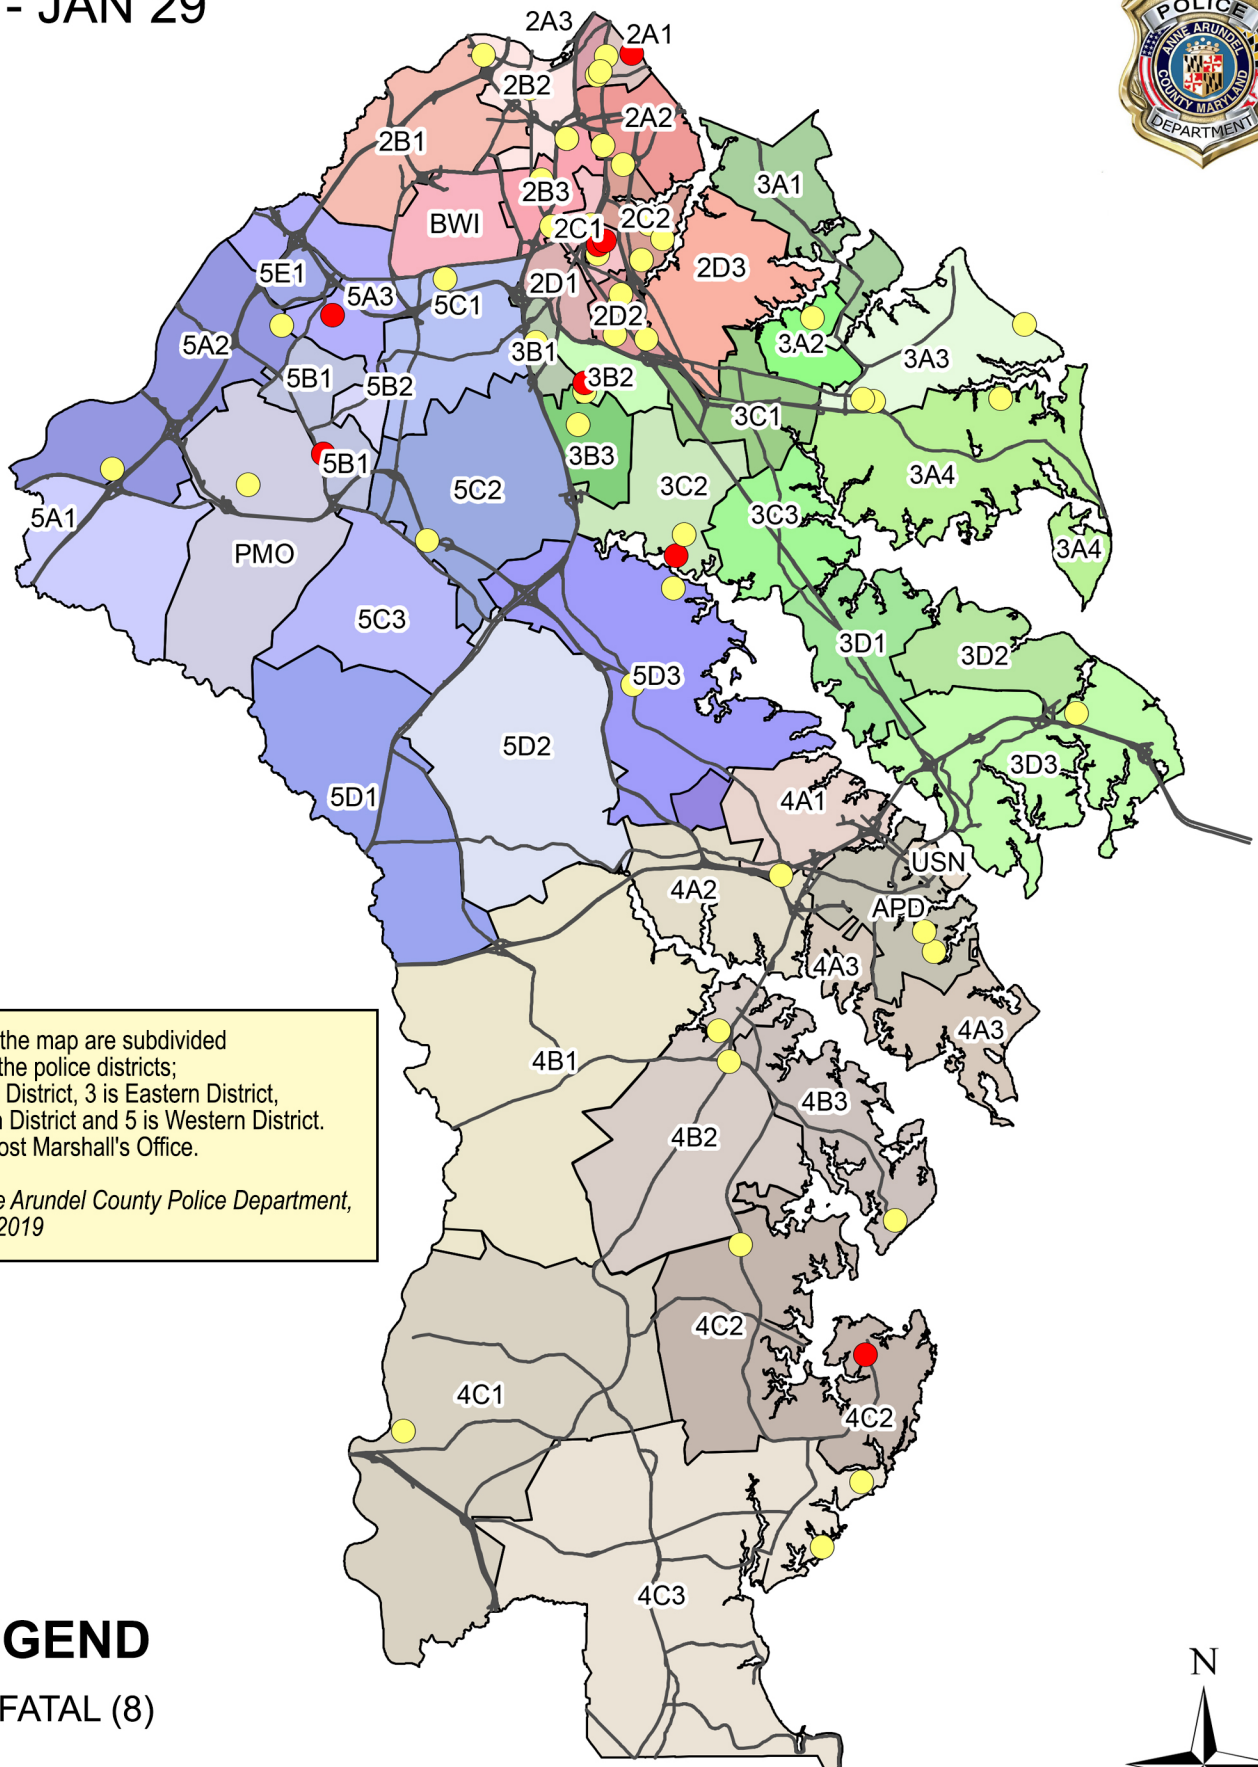 - JAN 29
POLICE
ANNE ARUNDEL
COUNTY MARYLAND
DEPARTMENT
2A3
2A1
2B2
2A2
2B1
3A1
2B3
BWI
2C1
2C2
2D3
5E1
2D1
5A3
5C1
2D2
5A2
3B1
3A2
3A3
5B1
5B2
3B2
3C1
3B3
5B1
5C2
3C2
3A4
5A1
3C3
PMO
3A4
5C3
3D1
3D2
5D3
5D2
3D3
5D1
4A1
USN
4A2
APD
4A3
4A3
the map are subdivided
the police districts;
District, 3 is Eastern District,
District and 5 is Western District.
ost Marshall's Office.
e Arundel County Police Department,
2019
4B1
4B3
4B2
4C2
4C1
4C2
4C3
GEND
FATAL (8)
N